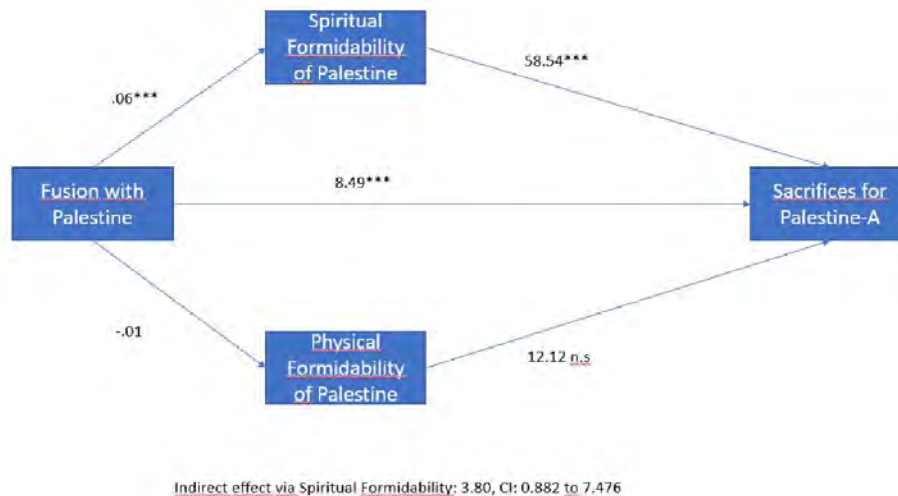 Spiritual
Formidability
of Palestine
58.54***
.06***
Fusion with
Palestine
8.49***
Sacrifices for
Palestine-A
-.01
Physical
Formidability
of Palestine
12.12 n.s
Indirect effect via Spiritual Formidability: 3.80, CI: 0.882 to 7.476